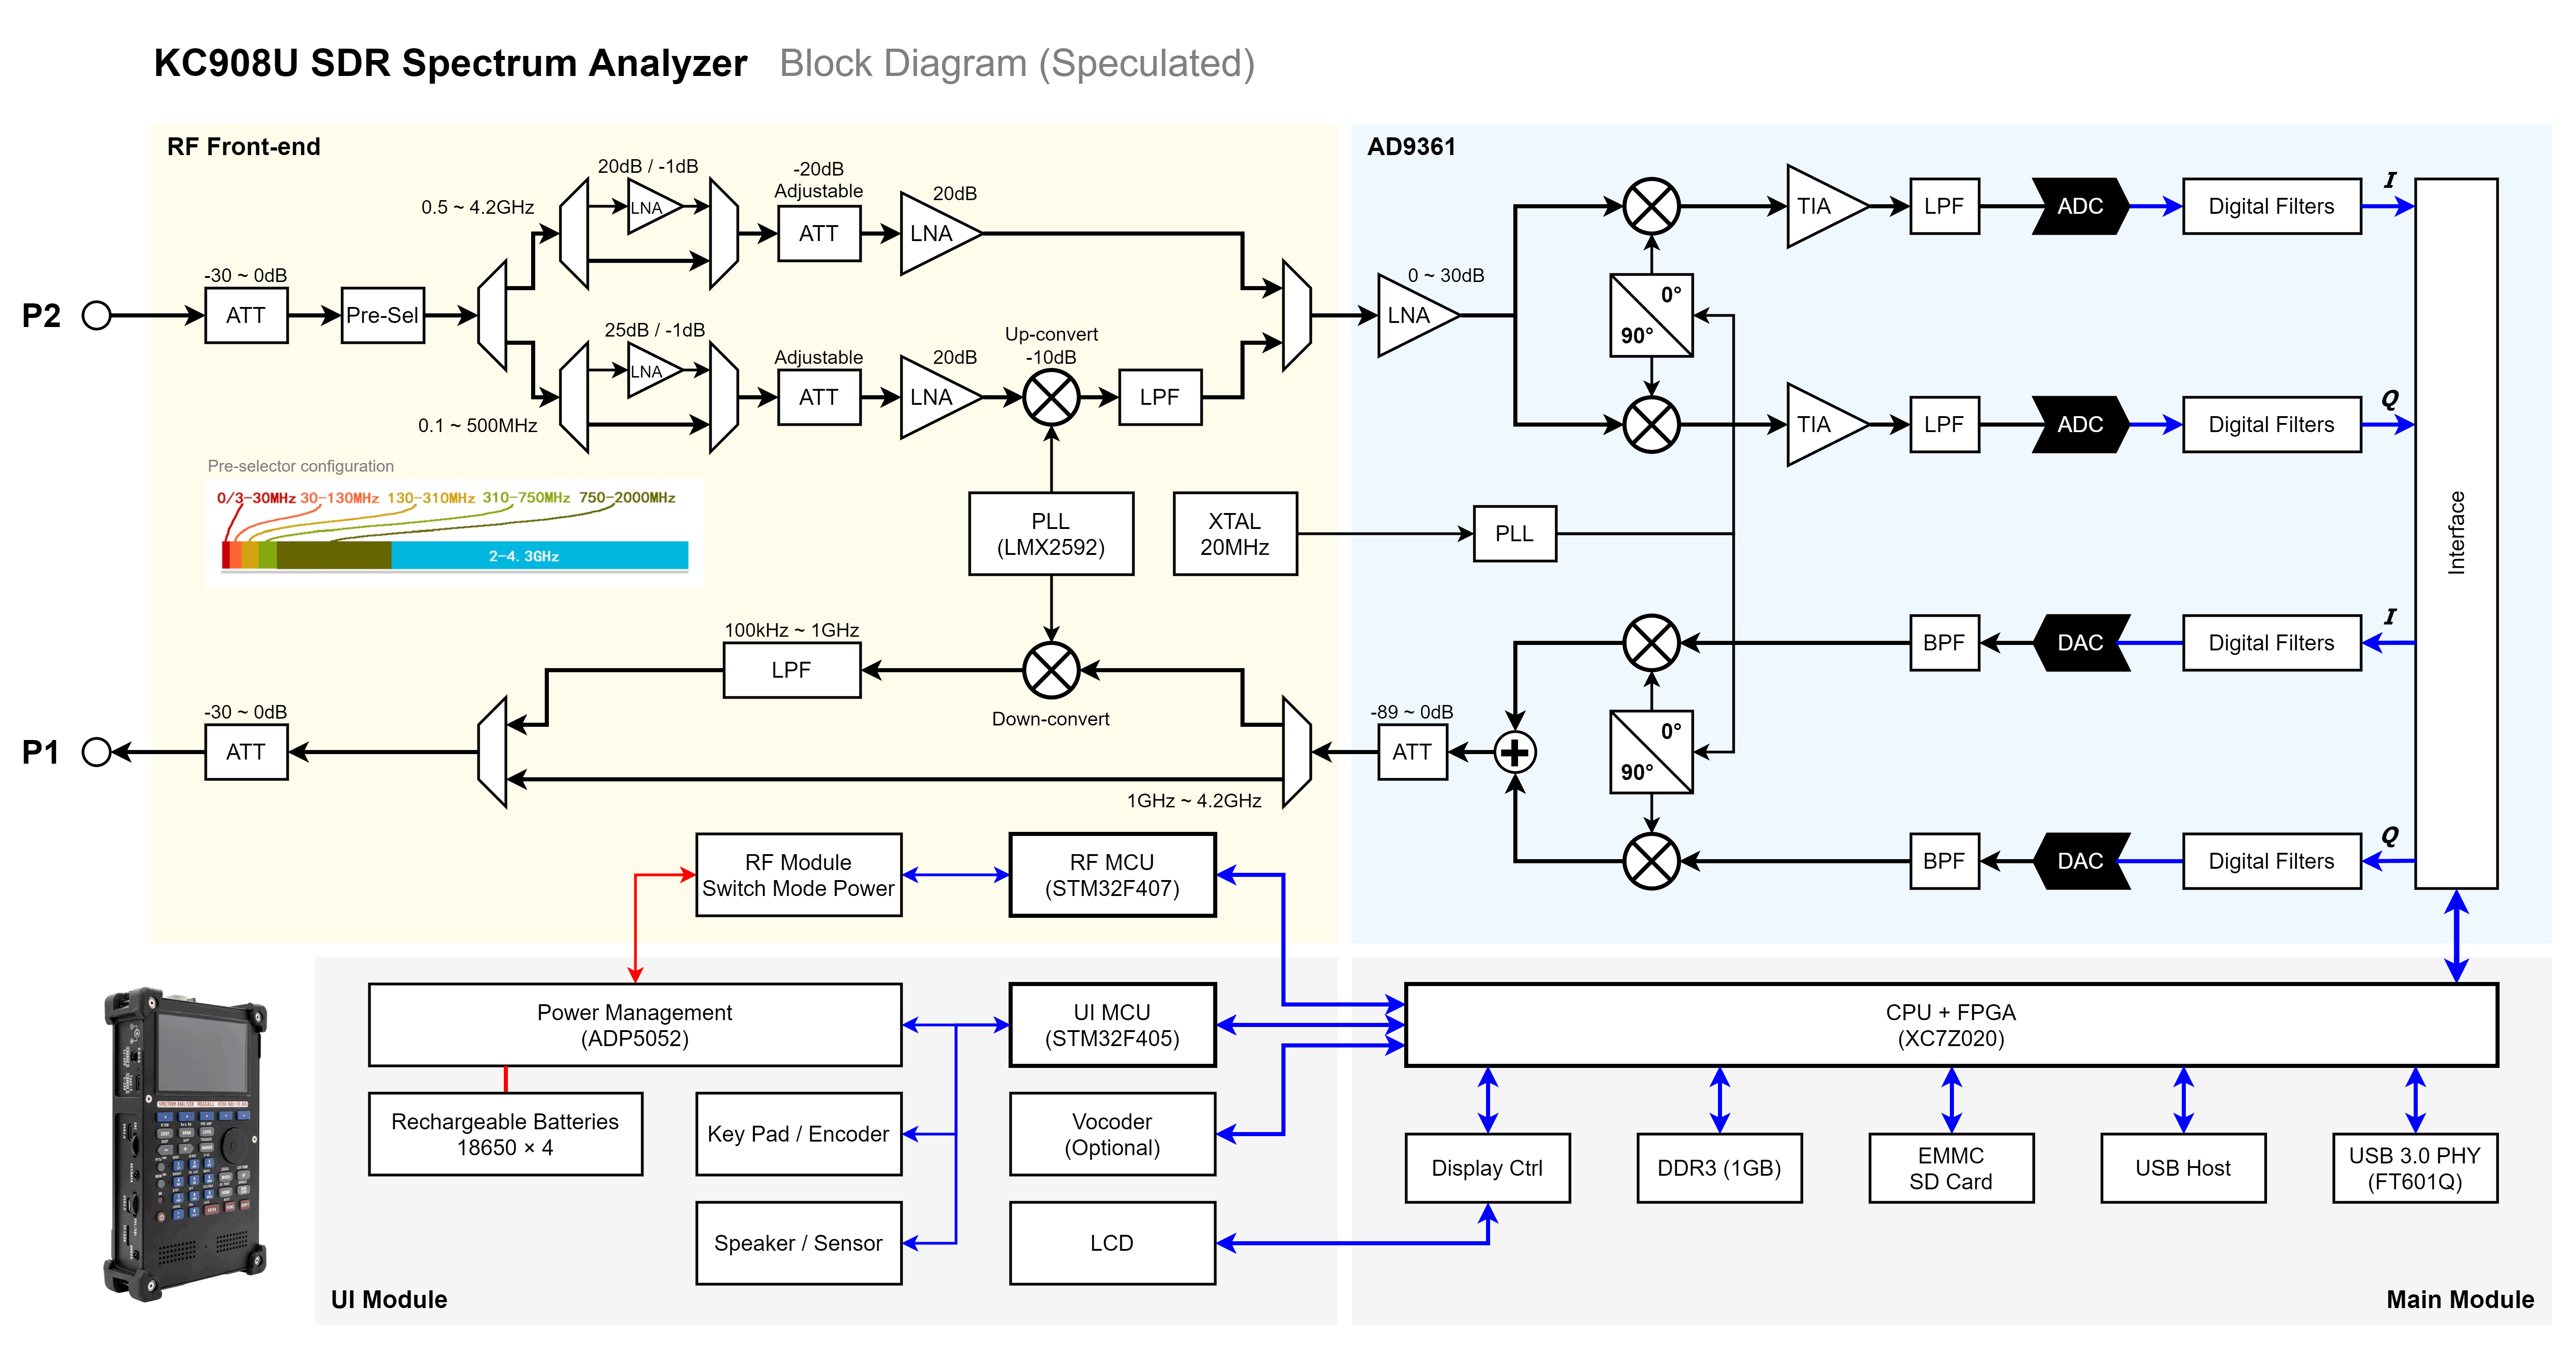 KC908U SDR Spectrum Analyzer Block Diagram (Speculated)
RF Front-end
P2
-30 ~ 0dB
ATT
Pre-Sel
0.5 ~ 4.2GHz
20dB / -1dB
LNA
-20dB
Adjustable
ATT
20dB
LNA
0.1 ~ 500MHz
25dB / -1dB
LNA
Adjustable
ATT
20dB
LNA
Up-convert
-10dB
LPF
Pre-selector configuration
0/3-30MHz 30-130MHz 130-310MHz 310-750MHz 750-2000MHz
2-4.3GHz
PLL
(LMX2592)
XTAL
20MHz
100kHz ~ 1GHz
LPF
Down-convert
P1
-30 ~ 0dB
ATT
1GHz ~ 4.2GHz
RF Module
Switch Mode Power
RF MCU
(STM32F407)
AD9361
0 ~ 30dB
LNA
0°
90°
TIA
LPF
ADC
Digital Filters
I
TIA
LPF
ADC
Digital Filters
Q
PLL
Interface
-89 ~ 0dB
ATT
0°
90°
BPF
DAC
Digital Filters
I
BPF
DAC
Digital Filters
Q
Power Management
(ADP5052)
UI MCU
(STM32F405)
Rechargeable Batteries
18650 × 4
Key Pad / Encoder
Vocoder
(Optional)
Speaker / Sensor
LCD
UI Module
CPU + FPGA
(XC7Z020)
Display Ctrl
DDR3 (1GB)
EMMC
SD Card
USB Host
USB 3.0 PHY
(FT601Q)
Main Module